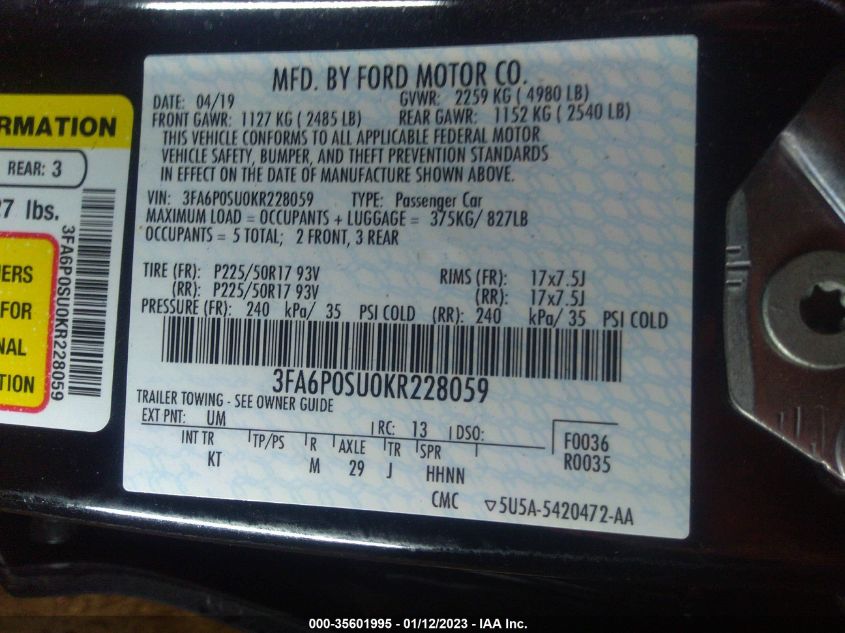 MFD. BY FORD MOTOR CO.
DATE: 04/19 GVWR: 2259 KG ( 4980 LB)
FRONT GAWR: 1127 KG ( 2485 LB) REAR GAWR: 1152 KG ( 2540 LB)
THIS VEHICLE CONFORMS TO ALL APPLICABLE FEDERAL MOTOR
VEHICLE SAFETY, BUMPER, AND THEFT PREVENTION STANDARDS
IN EFFECT ON THE DATE OF MANUFACTURE SHOWN ABOVE.
VIN: 3FA6P0SU0KR228059 TYPE: Passenger Car
MAXIMUM LOAD = OCCUPANTS + LUGGAGE = 375KG/ 827LB
OCCUPANTS = 5 TOTAL; 2 FRONT, 3 REAR
TIRE (FR): P225/50R17 93V RIMS (FR): 17x7.5J
(RR): P225/50R17 93V (RR): 17x7.5J
PRESSURE (FR): 240 kPa/ 35 PSI COLD (RR): 240 kPa/ 35 PSI COLD
3FA6P0SU0KR228059
TRAILER TOWING - SEE OWNER GUIDE
EXT PNT: UM RC: 13 DSO: F0036
INT TR TP/PS R AXLE TR SPR R0035
KT M 29 J HHNN
CMC ▽5U5A-5420472-AA
RMATION
REAR: 3
27 lbs.
3FA6P0SU0KR228059
ERS
FOR
NAL
TION
000-35601995 - 01/12/2023 - IAA Inc.